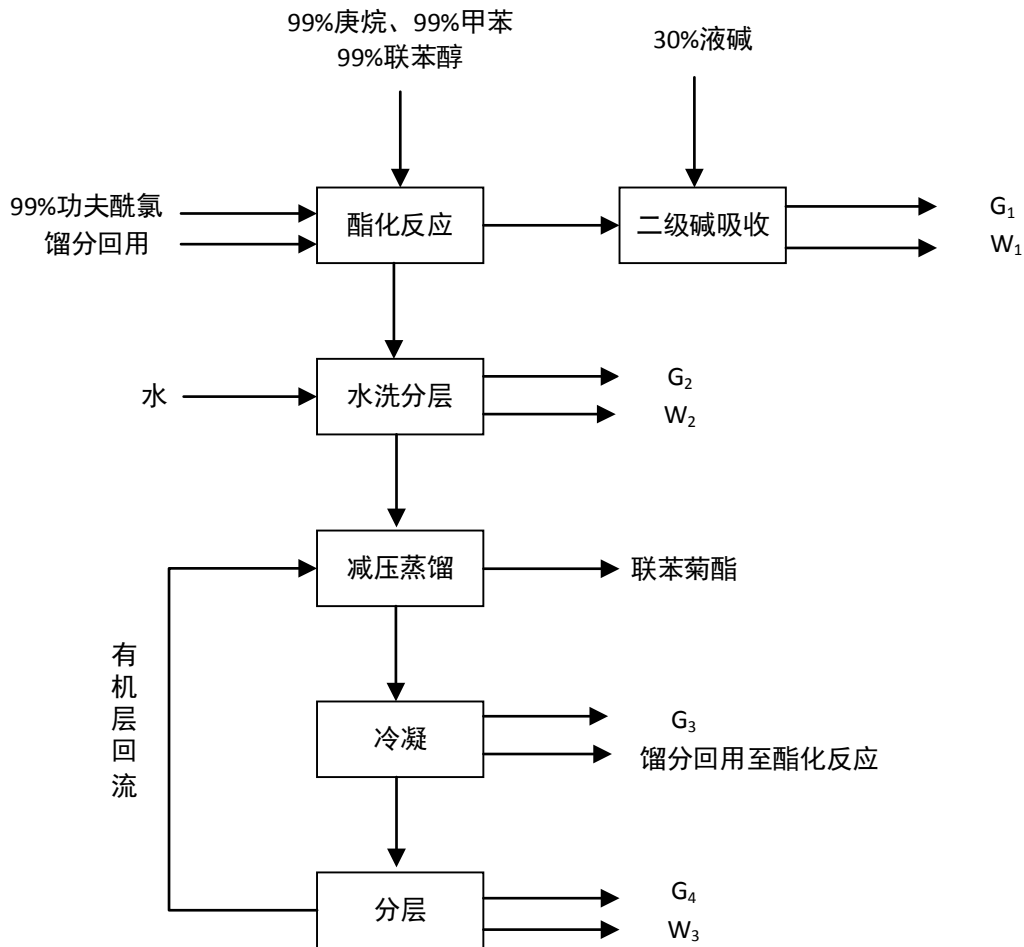 99%庚烷、99%甲苯
99%联苯醇
30%液碱
99%功夫酰氯
馏分回用
酯化反应
二级碱吸收
G₁
W₁
水
水洗分层
G₂
W₂
减压蒸馏
联苯菊酯
有机层回流
冷凝
G₃
馏分回用至酯化反应
分层
G₄
W₃